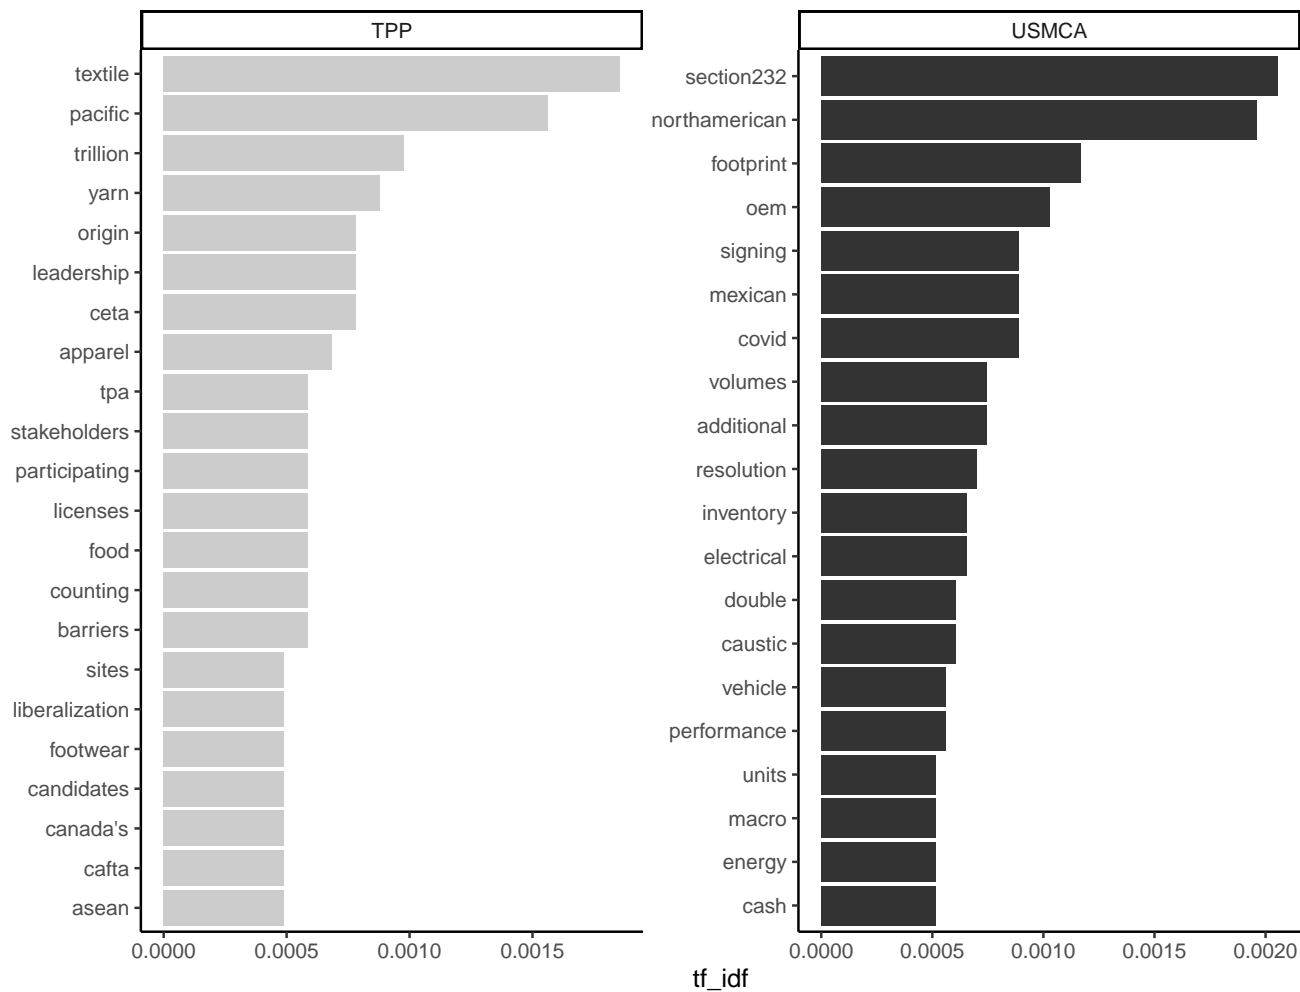 TPP
textile
pacific
trillion
yarn
origin
leadership
ceta
apparel
tpa
stakeholders
participating
licenses
food
counting
barriers
sites
liberalization
footwear
candidates
canada's
cafta
asean
0.0000 0.0005 0.0010 0.0015
USMCA
section232
northamerican
footprint
oem
signing
mexican
covid
volumes
additional
resolution
inventory
electrical
double
caustic
vehicle
performance
units
macro
energy
cash
0.0000 0.0005 0.0010 0.0015 0.0020
tf_idf